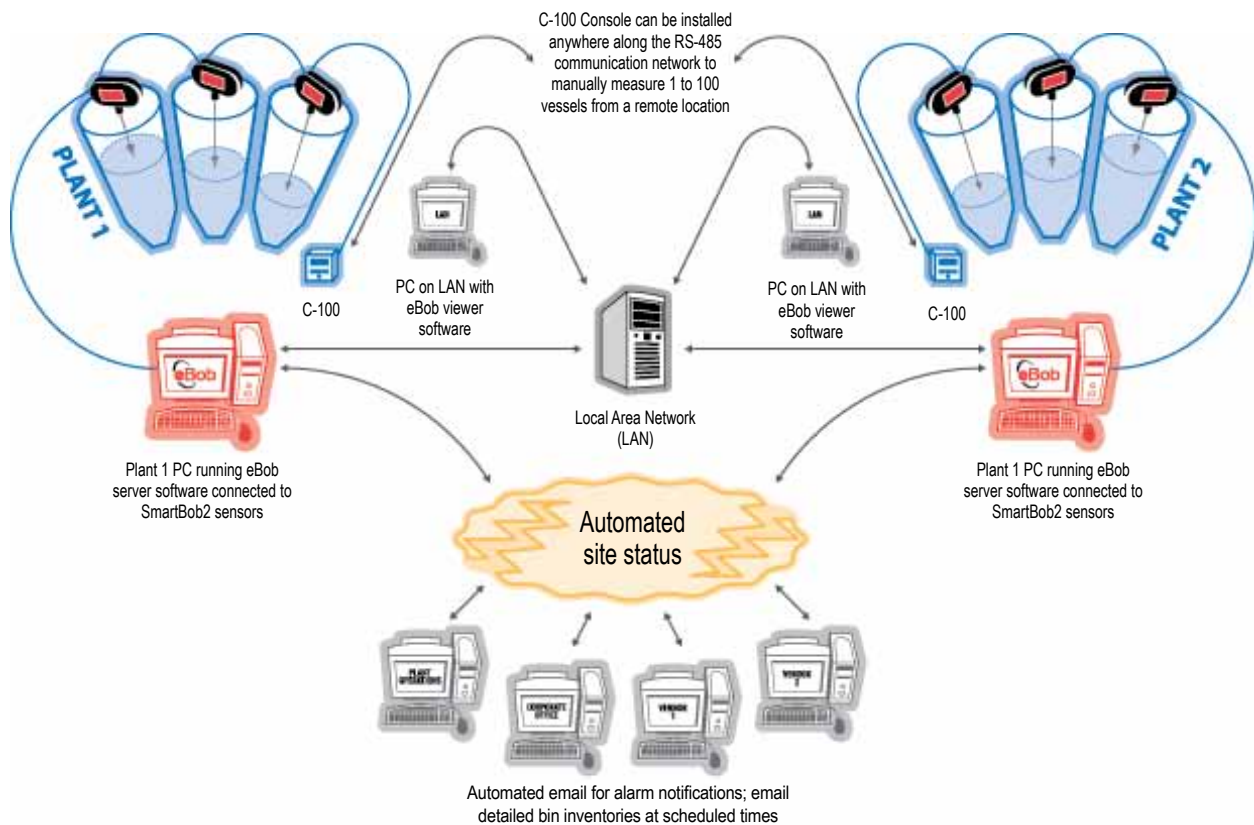 C-100 Console can be installed
anywhere along the RS-485
communication network to
manually measure 1 to 100
vessels from a remote location
PLANT 1
PLANT 2
LAN
LAN
C-100
PC on LAN with
eBob viewer
software
PC on LAN with
eBob viewer
software
C-100
eBob
eBob
Local Area Network
(LAN)
Plant 1 PC running eBob
server software connected to
SmartBob2 sensors
Plant 1 PC running eBob
server software connected to
SmartBob2 sensors
Automated
site status
PLANT
OPERATIONS
CORPORATE
OFFICE
VENDOR
1
VENDOR
2
Automated email for alarm notifications; email
detailed bin inventories at scheduled times